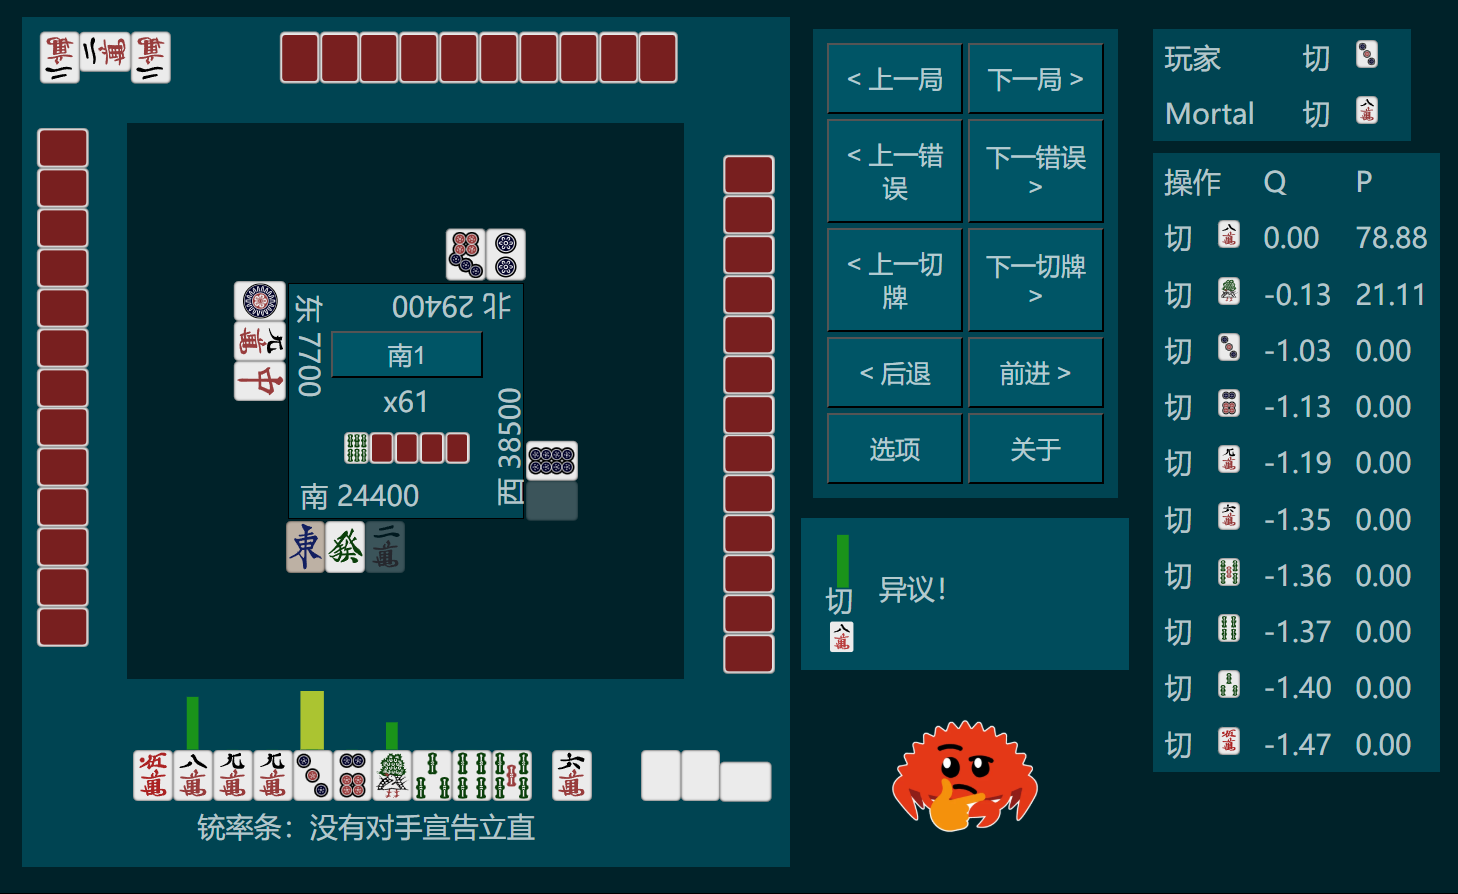 北 29400
东 7700
南1
x61
西 38500
南 24400
铳率条：没有对手宣告立直
< 上一局
下一局 >
< 上一错误
下一错误 >
< 上一切牌
下一切牌 >
< 后退
前进 >
选项
关于
切
异议！
玩家 切
Mortal 切
操作 Q P
切 0.00 78.88
切 -0.13 21.11
切 -1.03 0.00
切 -1.13 0.00
切 -1.19 0.00
切 -1.35 0.00
切 -1.36 0.00
切 -1.37 0.00
切 -1.40 0.00
切 -1.47 0.00